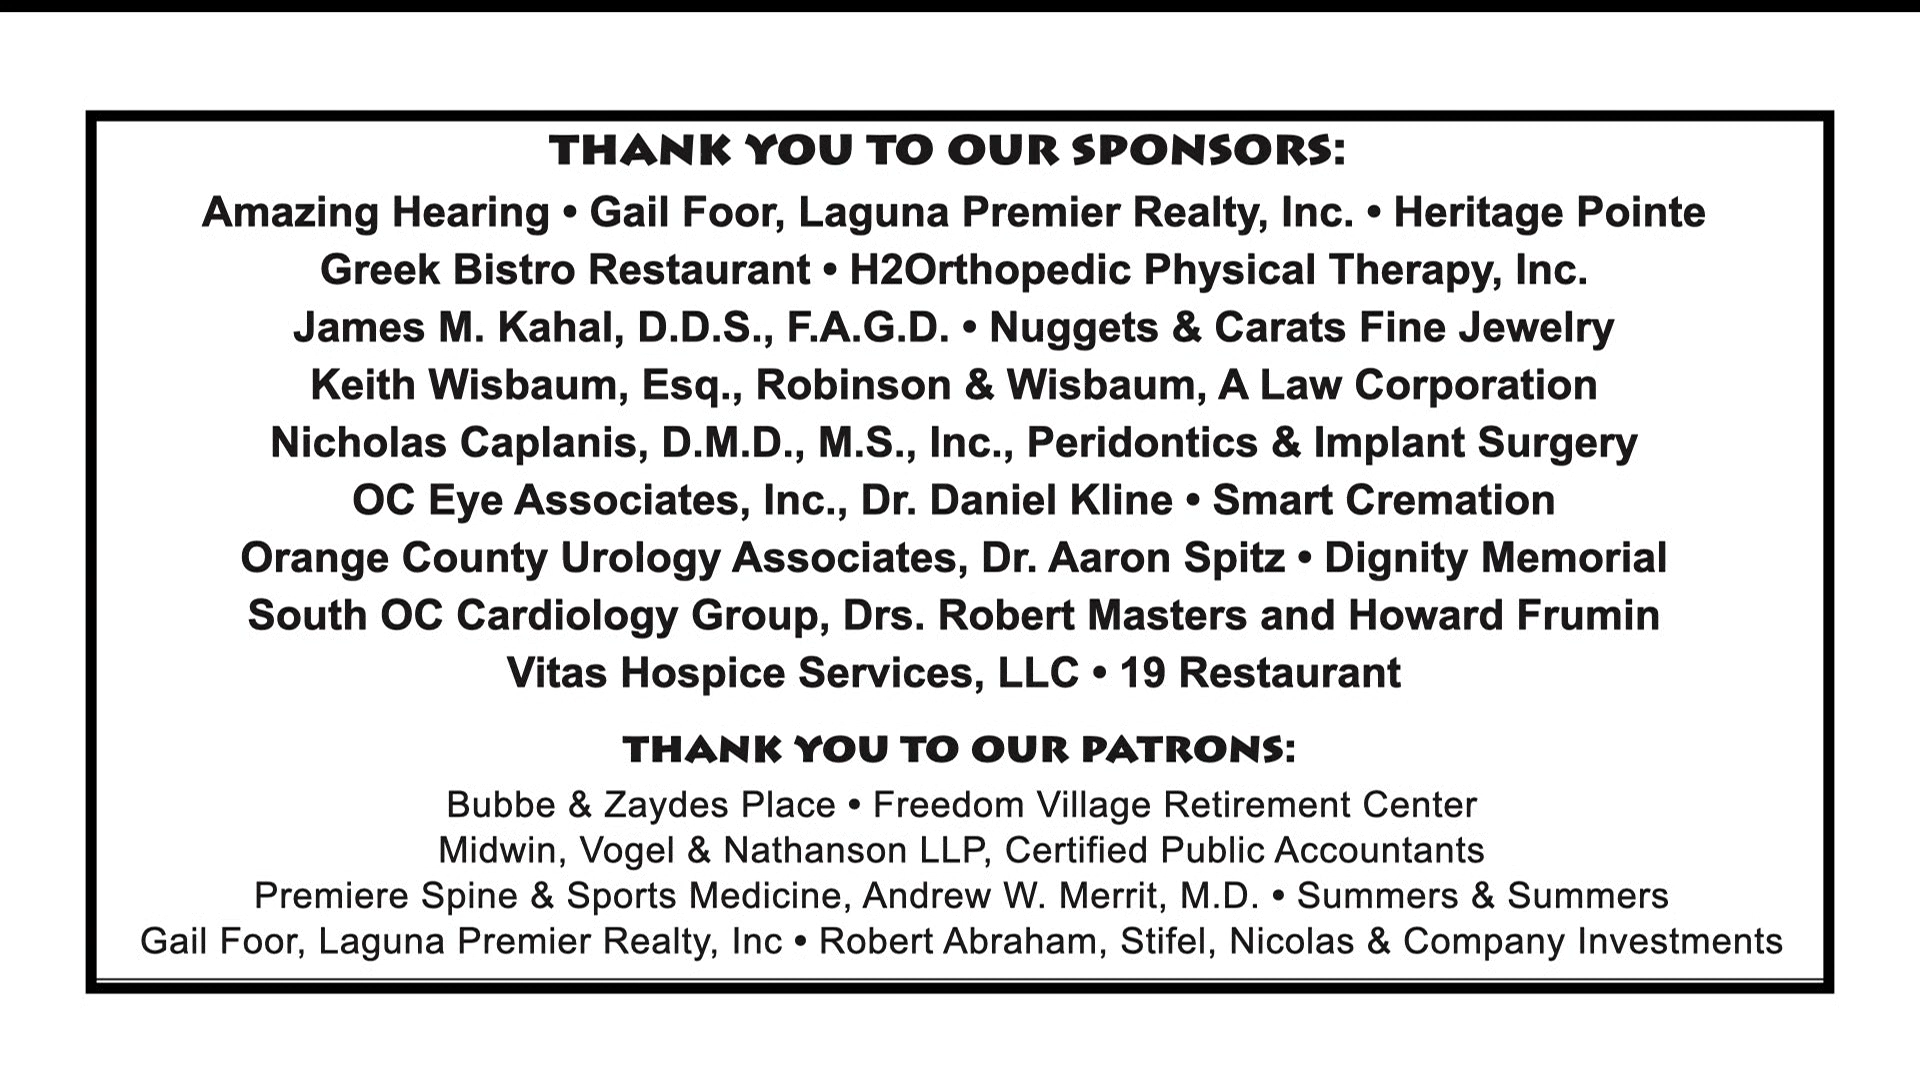 THANK YOU TO OUR SPONSORS:
Amazing Hearing • Gail Foor, Laguna Premier Realty, Inc. • Heritage Pointe
Greek Bistro Restaurant • H2Orthopedic Physical Therapy, Inc.
James M. Kahal, D.D.S., F.A.G.D. • Nuggets & Carats Fine Jewelry
Keith Wisbaum, Esq., Robinson & Wisbaum, A Law Corporation
Nicholas Caplanis, D.M.D., M.S., Inc., Peridontics & Implant Surgery
OC Eye Associates, Inc., Dr. Daniel Kline • Smart Cremation
Orange County Urology Associates, Dr. Aaron Spitz • Dignity Memorial
South OC Cardiology Group, Drs. Robert Masters and Howard Frumin
Vitas Hospice Services, LLC • 19 Restaurant
THANK YOU TO OUR PATRONS:
Bubbe & Zaydes Place • Freedom Village Retirement Center
Midwin, Vogel & Nathanson LLP, Certified Public Accountants
Premiere Spine & Sports Medicine, Andrew W. Merrit, M.D. • Summers & Summers
Gail Foor, Laguna Premier Realty, Inc • Robert Abraham, Stifel, Nicolas & Company Investments